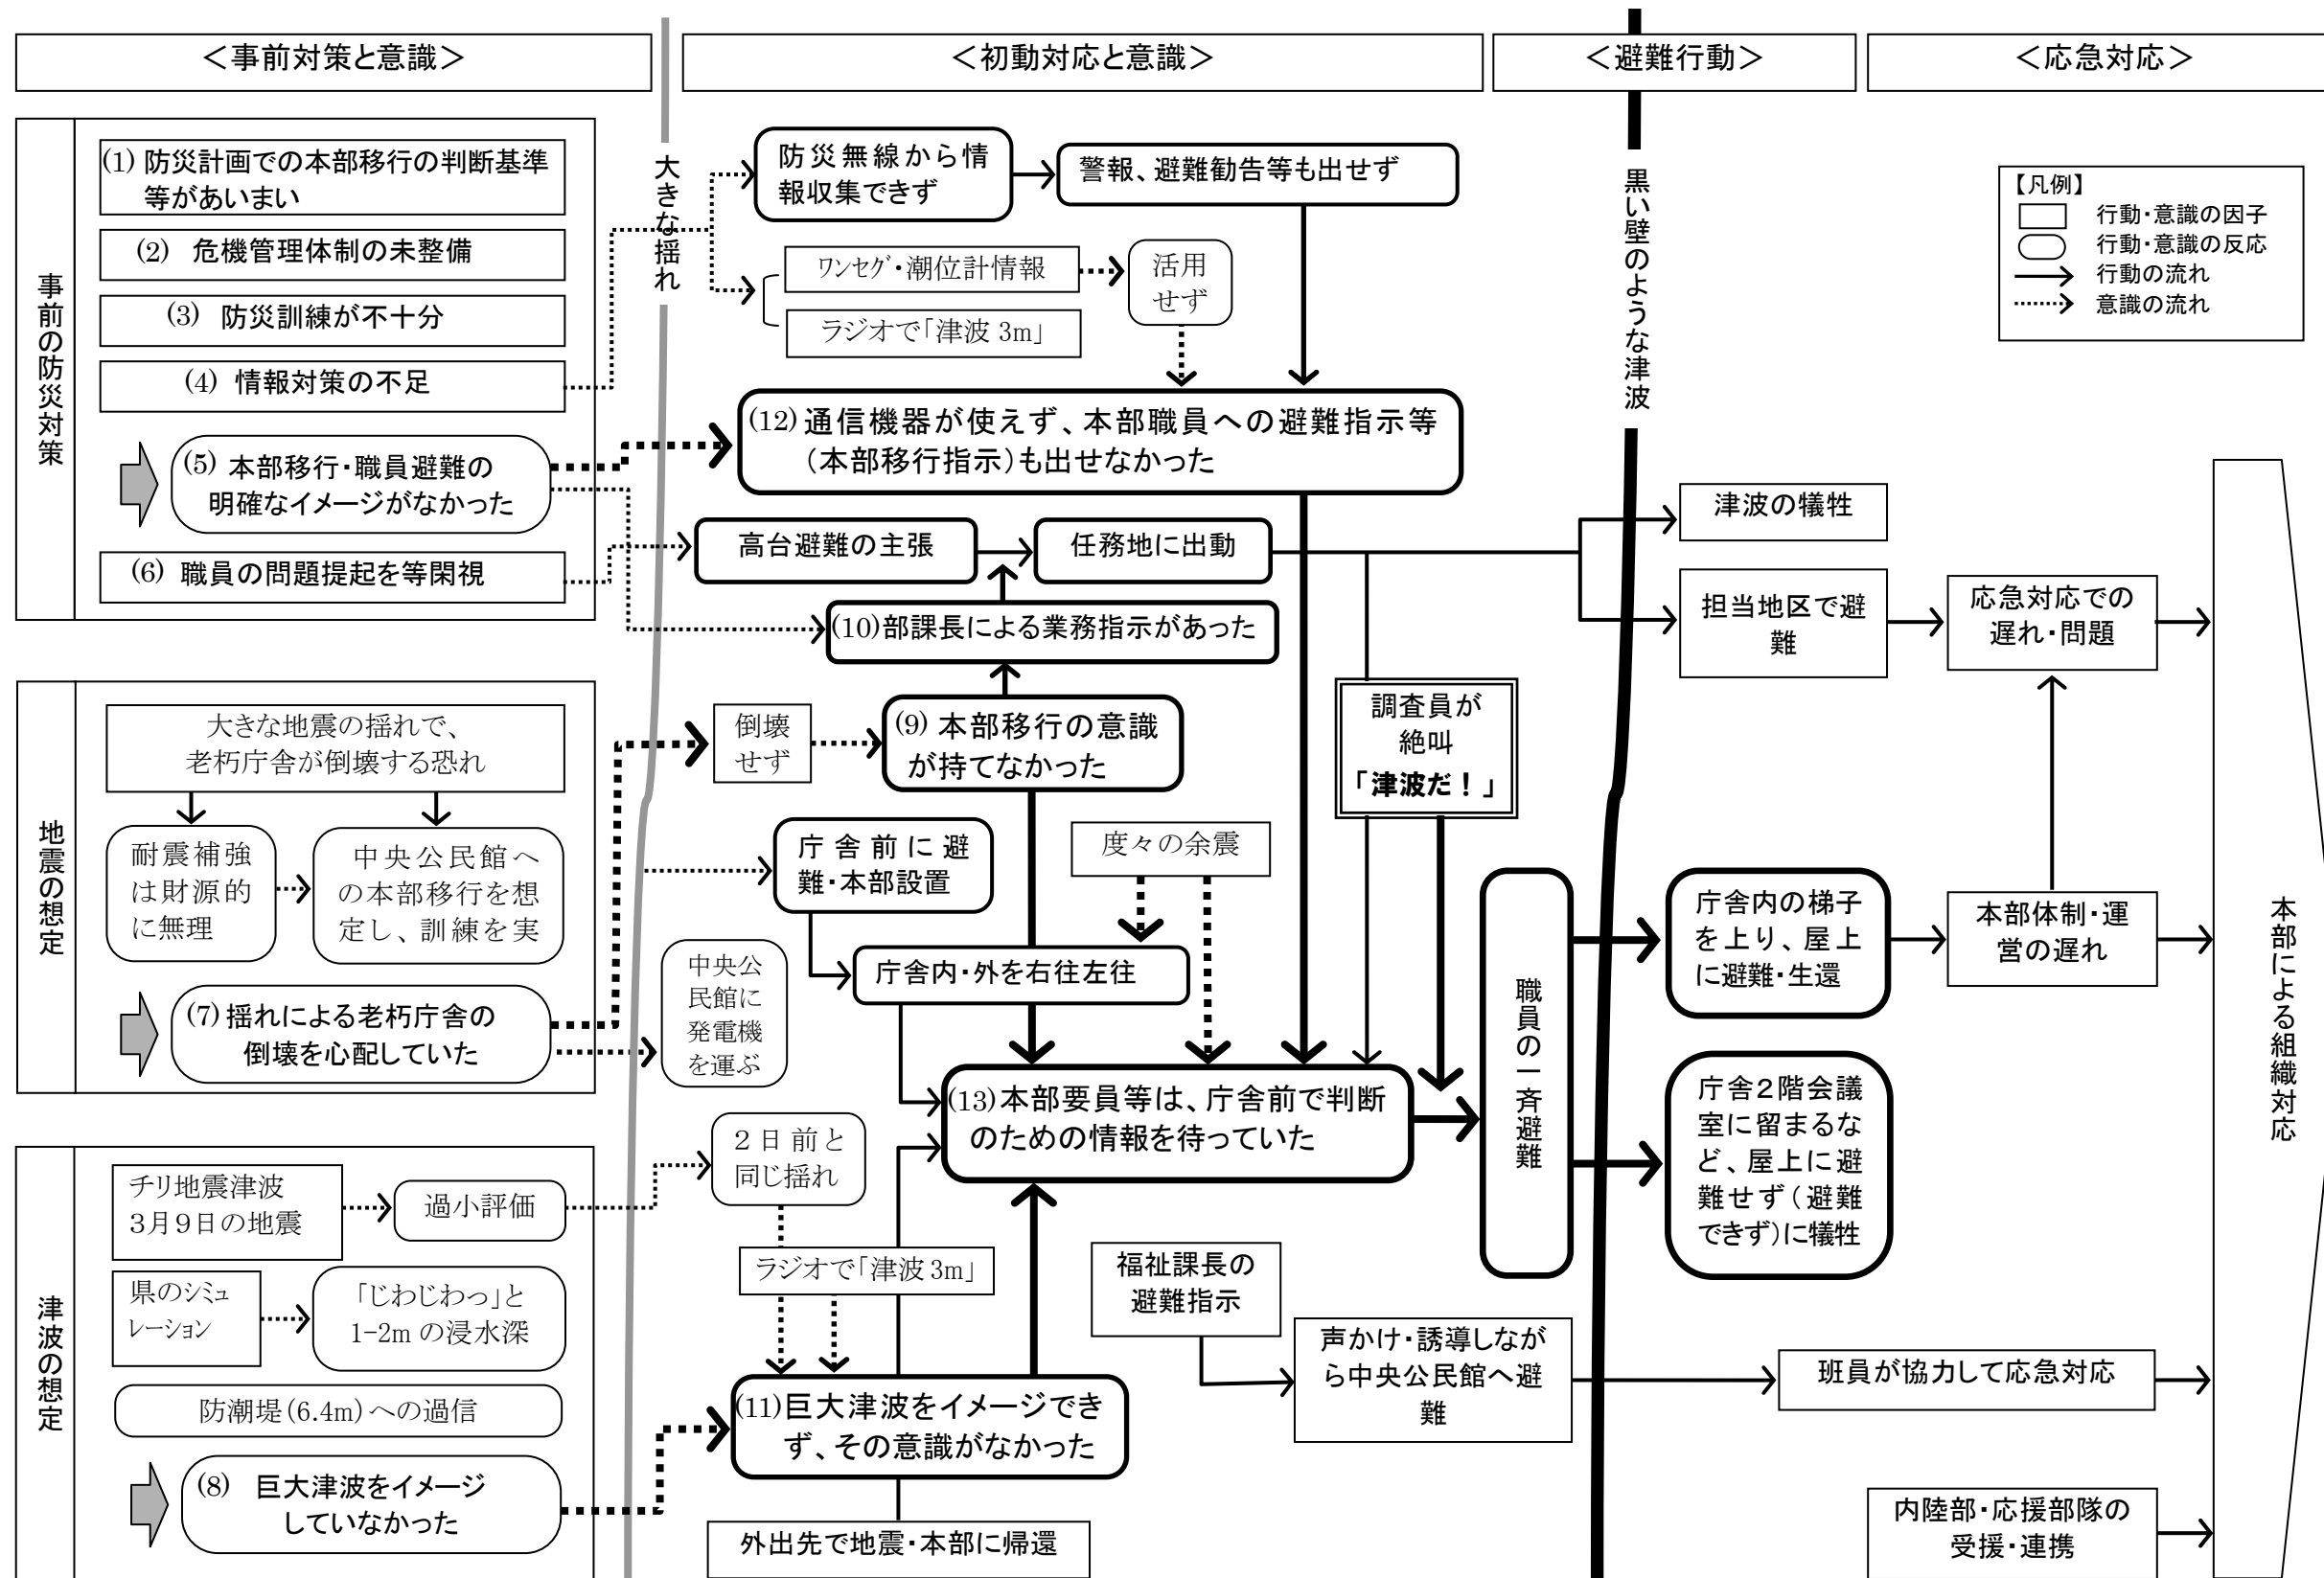 ＜事前対策と意識＞
＜初動対応と意識＞
＜避難行動＞
＜応急対応＞
大きな揺れ
黒い壁のような津波
【凡例】
行動・意識の因子
行動・意識の反応
行動の流れ
意識の流れ
事前の防災対策
(1) 防災計画での本部移行の判断基準
等があいまい
(2) 危機管理体制の未整備
(3) 防災訓練が不十分
(4) 情報対策の不足
(5) 本部移行・職員避難の
明確なイメージがなかった
(6) 職員の問題提起を等閑視
地震の想定
大きな地震の揺れで、
老朽庁舎が倒壊する恐れ
耐震補強
は財源的
に無理
中央公民館へ
の本部移行を想
定し、訓練を実
(7) 揺れによる老朽庁舎の
倒壊を心配していた
津波の想定
チリ地震津波
３月９日の地震
過小評価
県のシミュ
レーション
「じわじわっ」と
1-2m の浸水深
防潮堤(6.4m)への過信
(8) 巨大津波をイメージ
していなかった
防災無線から情
報収集できず
警報、避難勧告等も出せず
ワンセグ・潮位計情報
ラジオで「津波 3m」
活用
せず
(12) 通信機器が使えず、本部職員への避難指示等
（本部移行指示）も出せなかった
高台避難の主張
任務地に出動
(10)部課長による業務指示があった
倒壊
せず
(9) 本部移行の意識
が持てなかった
庁舎前に避
難・本部設置
度々の余震
調査員が
絶叫
「津波だ！」
中央公
民館に
発電機
を運ぶ
庁舎内・外を右往左往
(13)本部要員等は、庁舎前で判断
のための情報を待っていた
２日前と
同じ揺れ
ラジオで「津波 3m」
(11)巨大津波をイメージでき
ず、その意識がなかった
外出先で地震・本部に帰還
福祉課長の
避難指示
声かけ・誘導しなが
ら中央公民館へ避
難
職員の一斉避難
津波の犠牲
担当地区で避
難
応急対応での
遅れ・問題
庁舎内の梯子
を上り、屋上
に避難・生還
本部体制・運
営の遅れ
庁舎２階会議
室に留まるな
ど、屋上に避
難せず（避難
できず）に犠牲
班員が協力して応急対応
内陸部・応援部隊の
受援・連携
本部による組織対応